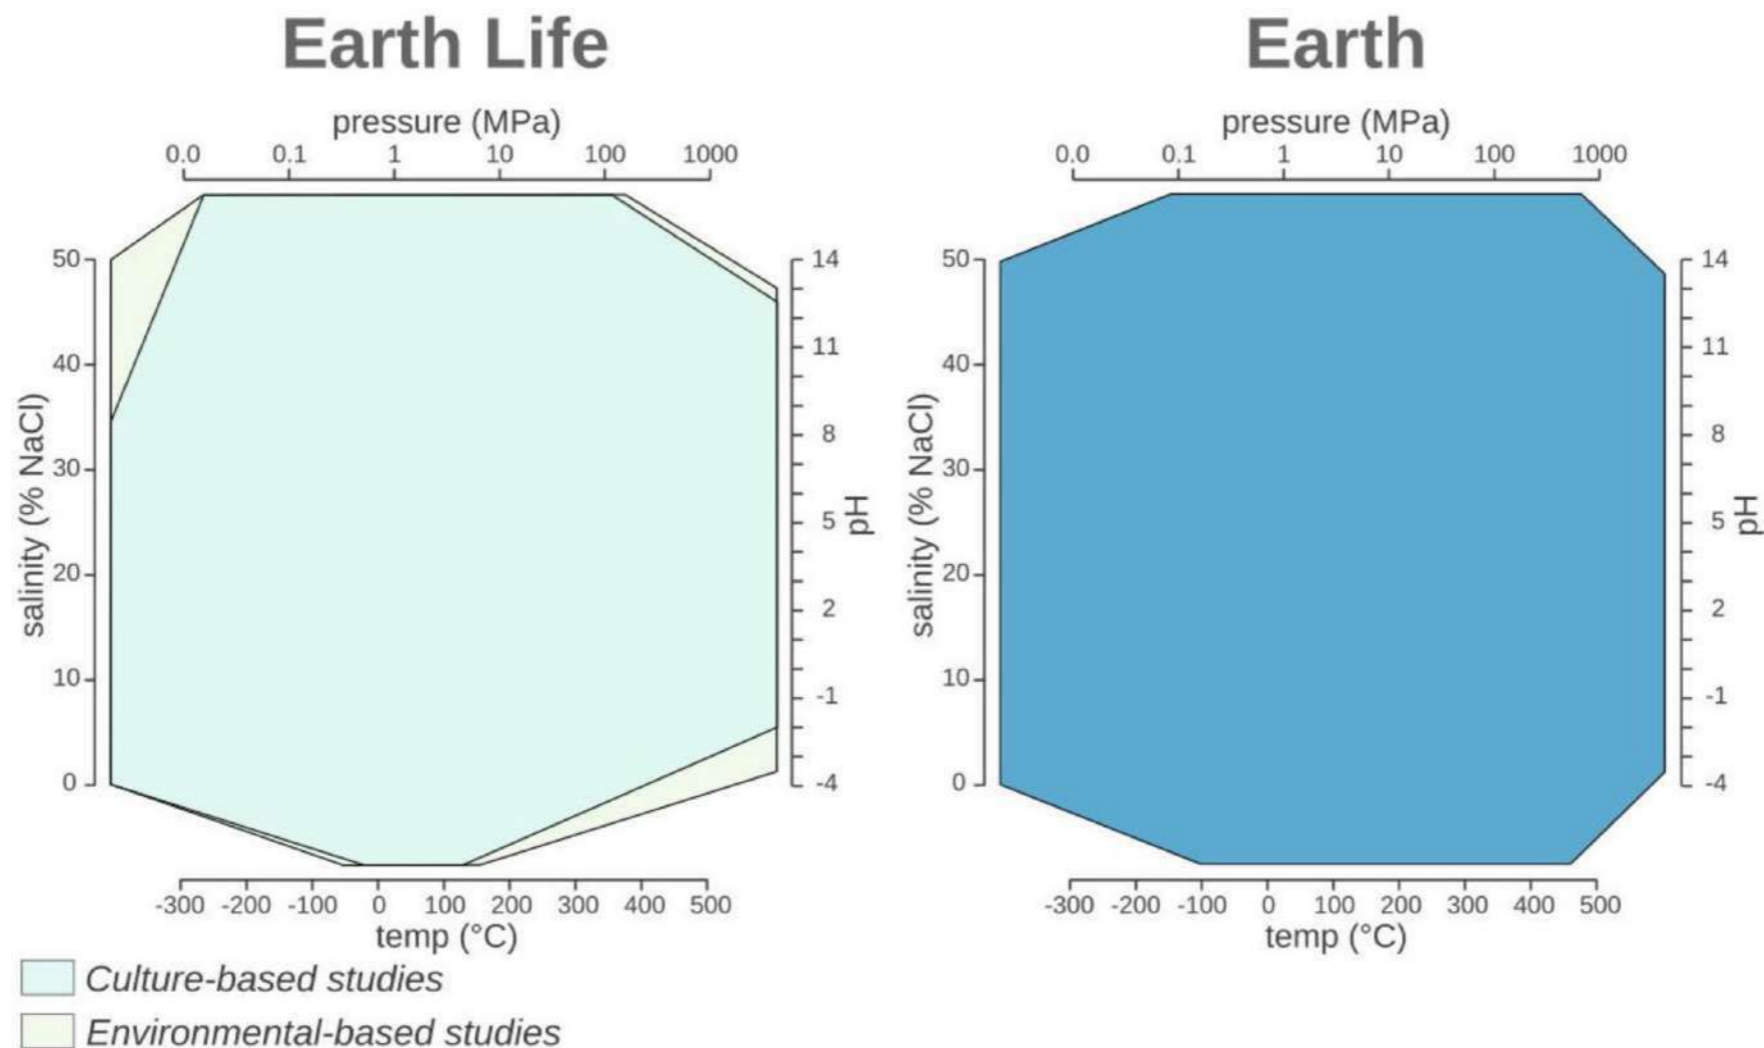 Earth Life
pressure (MPa)
0.0 0.1 1 10 100 1000
salinity (% NaCl)
50
40
30
20
10
0
14
11
8
5
2
-1
-4
pH
-300 -200 -100 0 100 200 300 400 500
temp (°C)
Culture-based studies
Environmental-based studies
Earth
pressure (MPa)
0.0 0.1 1 10 100 1000
salinity (% NaCl)
50
40
30
20
10
0
14
11
8
5
2
-1
-4
pH
-300 -200 -100 0 100 200 300 400 500
temp (°C)